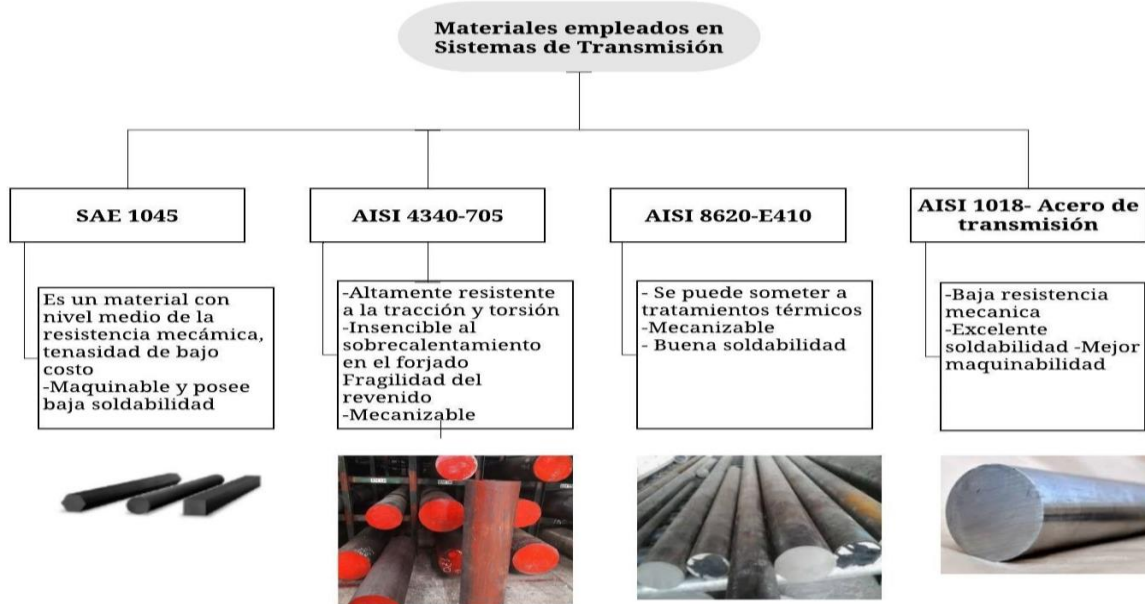 Materiales empleados en
Sistemas de Transmisión
SAE 1045
AISI 4340-705
AISI 8620-E410
AISI 1018- Acero de
transmisión
Es un material con
nivel medio de la
resistencia mecámica,
tenasidad de bajo
costo
-Maquinable y posee
baja soldabilidad
-Altamente resistente
a la tracción y torsión
-Insencible al
sobrecalentamiento
en el forjado
Fragilidad del
revenido
-Mecanizable
- Se puede someter a
tratamientos térmicos
-Mecanizable
- Buena soldabilidad
-Baja resistencia
mecanica
-Excelente
soldabilidad -Mejor
maquinabilidad